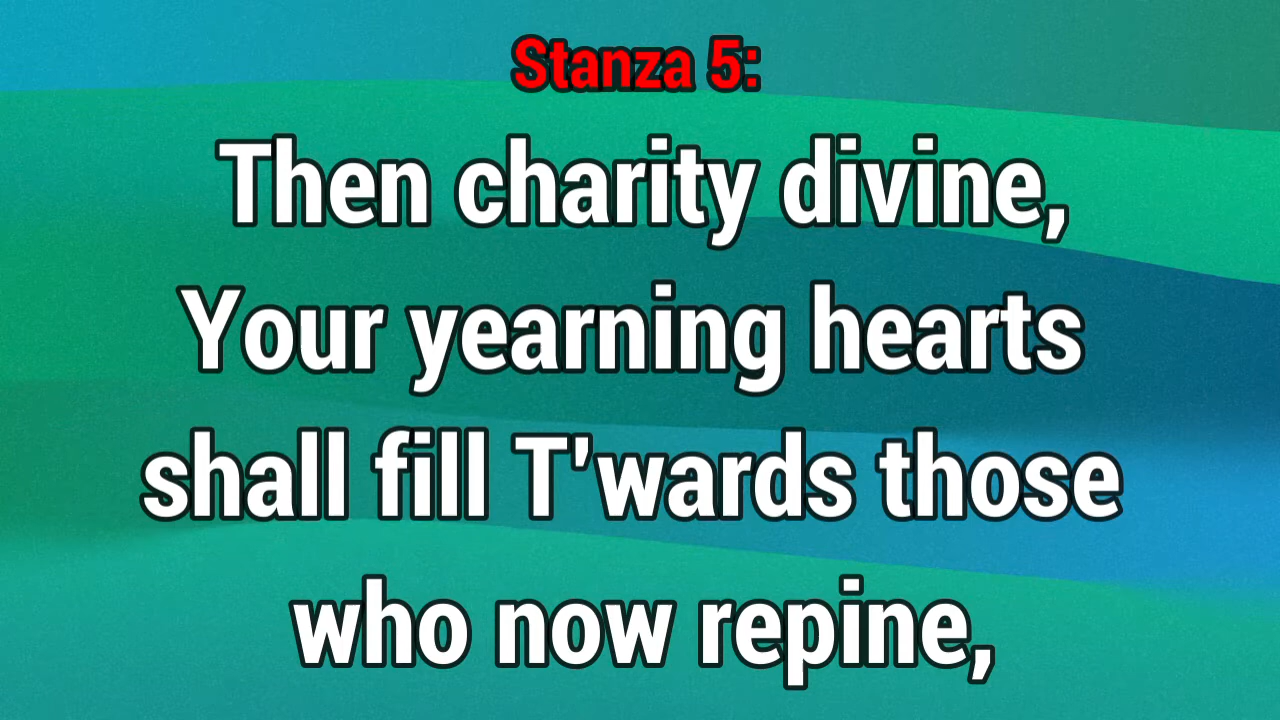 Stanza 5:
Then charity divine,
Your yearning hearts
shall fill T'wards those
who now repine,